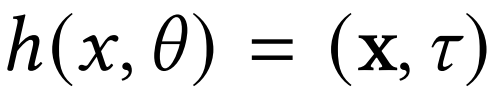 h(x, θ) = (𝐱, τ)